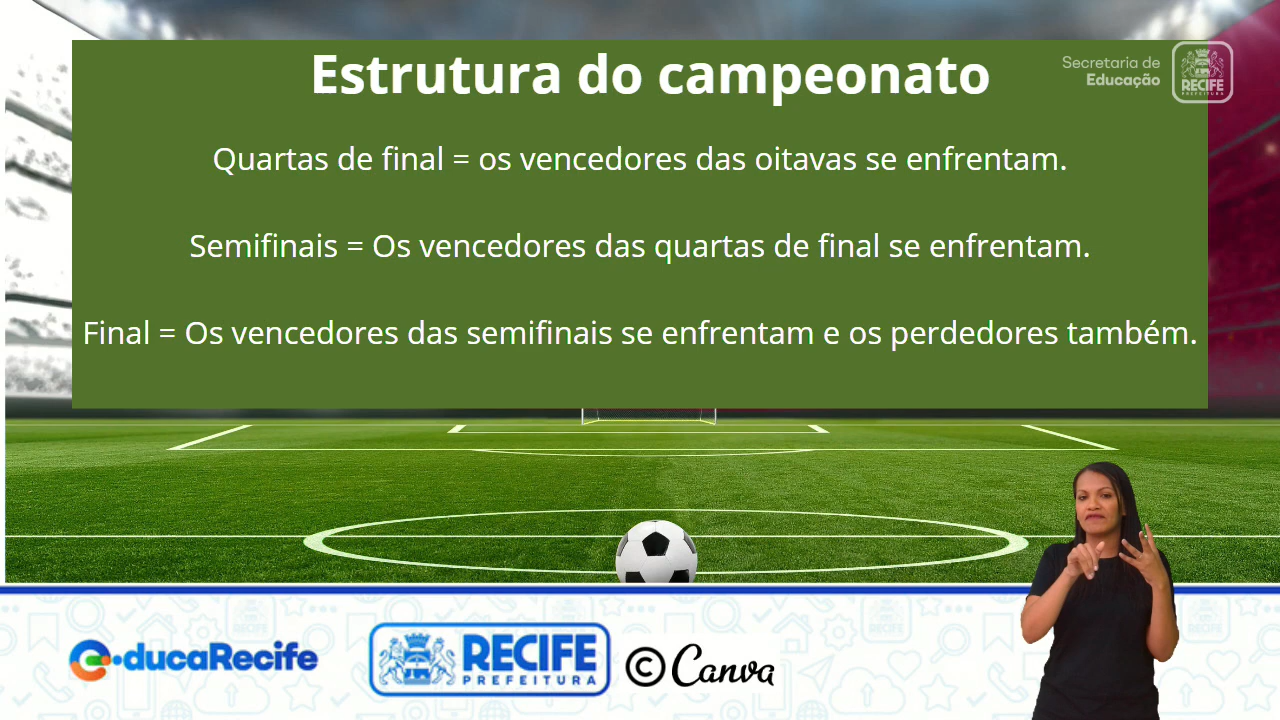 Estrutura do campeonato
Secretaria de
Educação
RECIFE
PREFEITURA
Quartas de final = os vencedores das oitavas se enfrentam.
Semifinais = Os vencedores das quartas de final se enfrentam.
Final = Os vencedores das semifinais se enfrentam e os perdedores também.
ducaRecife
RECIFE
PREFEITURA
© Canva